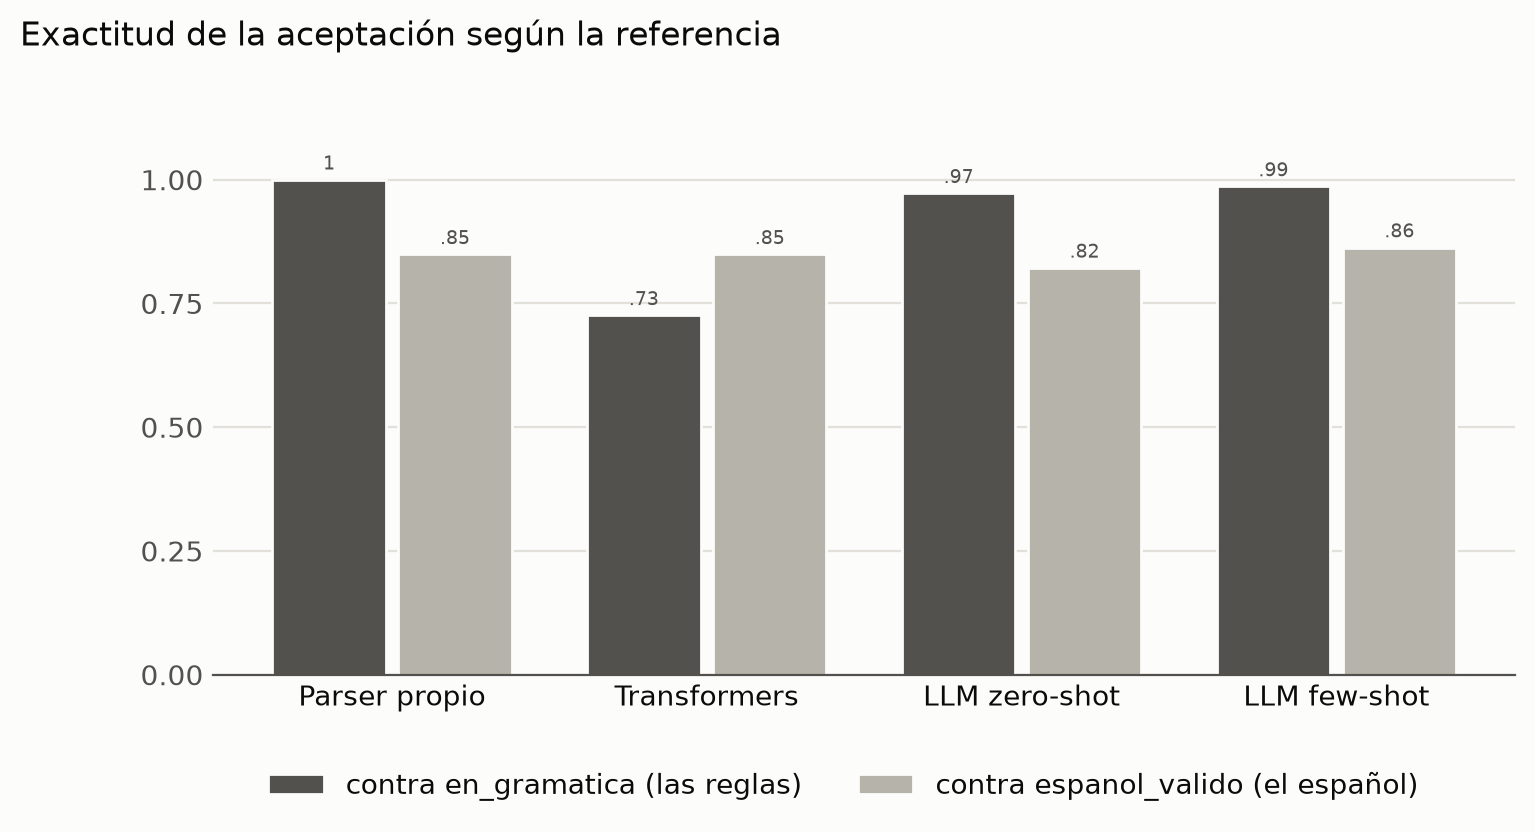 Exactitud de la aceptación según la referencia
1.00
0.75
0.50
0.25
0.00
1
.85
.73
.85
.97
.82
.99
.86
Parser propio
Transformers
LLM zero-shot
LLM few-shot
contra en_gramatica (las reglas)
contra espanol_valido (el español)